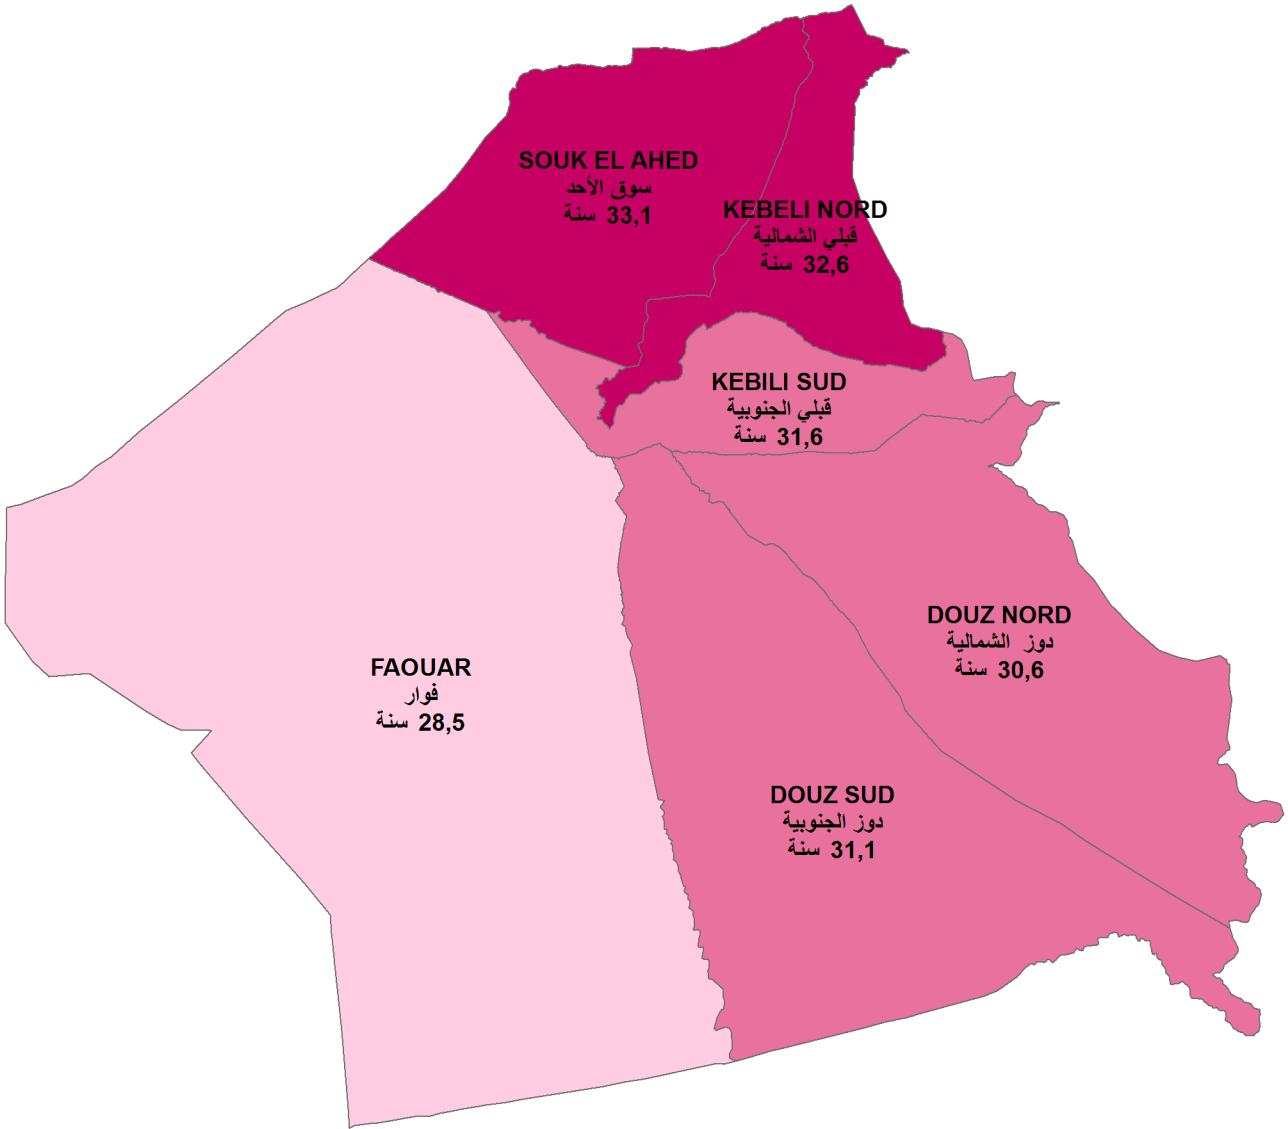 SOUK EL AHED
سوق الأحد
33,1 سنة
KEBELI NORD
قبلي الشمالية
32,6 سنة
KEBILI SUD
قبلي الجنوبية
31,6 سنة
DOUZ NORD
دوز الشمالية
30,6 سنة
FAOUAR
فوار
28,5 سنة
DOUZ SUD
دوز الجنوبية
31,1 سنة